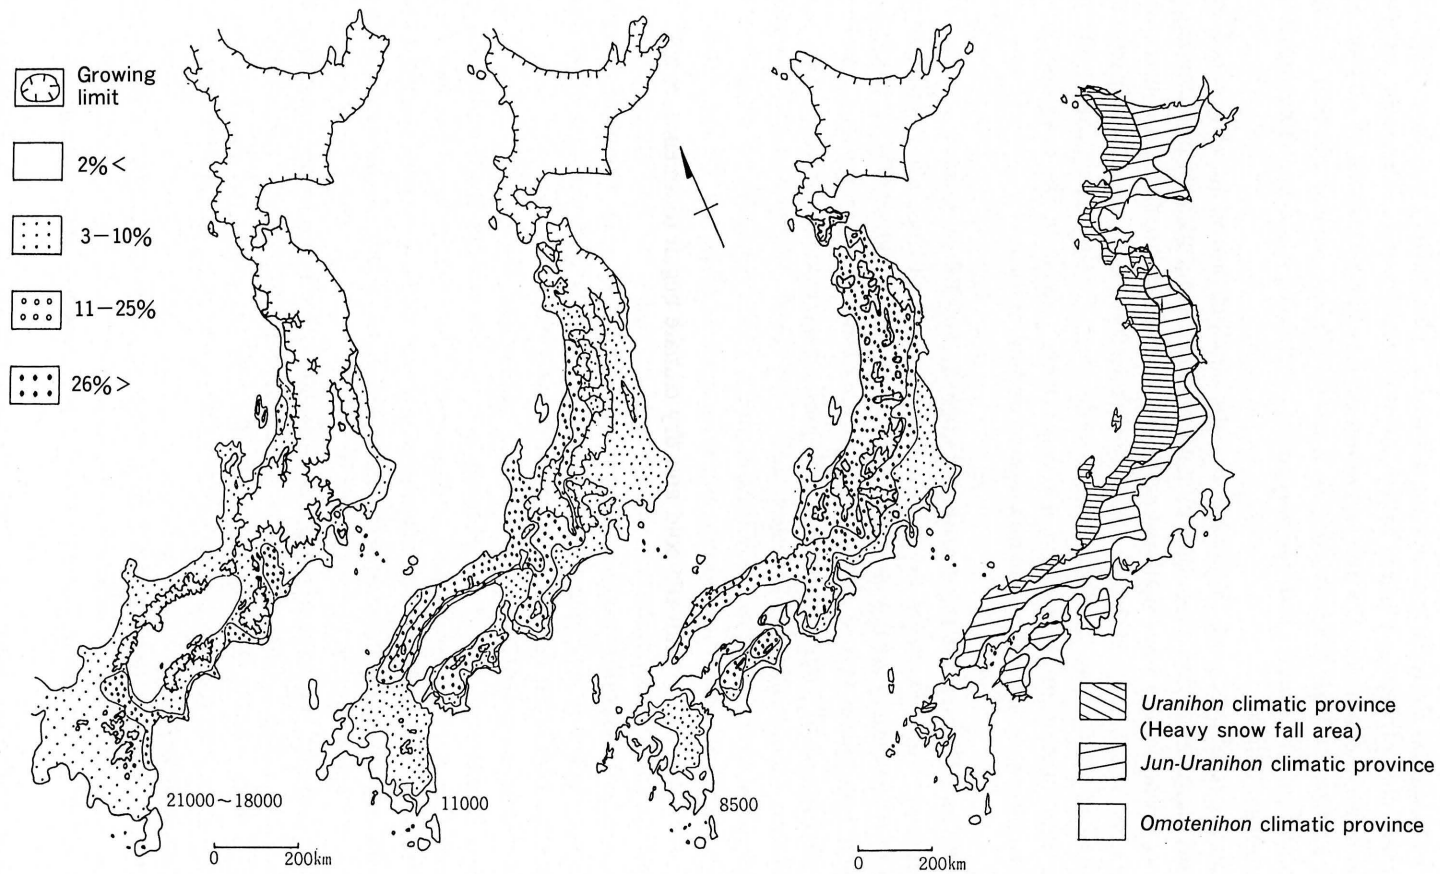 Growing
limit
2%<
3—10%
11—25%
26%>
21000~18000
11000
8500
0 200km
0 200km
Uranihon climatic province
(Heavy snow fall area)
Jun-Uranihon climatic province
Omotenihon climatic province